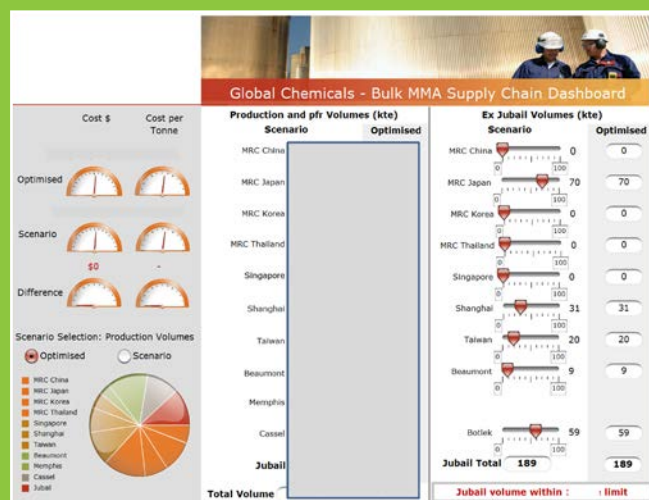 Global Chemicals - Bulk MMA Supply Chain Dashboard
Cost $ Cost per Tonne
Optimised
Scenario
$0 -
Difference
Scenario Selection: Production Volumes
Optimised Scenario
MRC China
MRC Japan
MRC Korea
MRC Thailand
Singapore
Shanghai
Taiwan
Beaumont
Memphis
Cassel
Jubail
Production and pfr Volumes (kte)
Scenario Optimised
MRC China
MRC Japan
MRC Korea
MRC Thailand
Singapore
Shanghai
Taiwan
Beaumont
Memphis
Cassel
Jubail
Total Volume
Ex Jubail Volumes (kte)
Scenario Optimised
MRC China 0 0
0 100
MRC Japan 70 70
0 100
MRC Korea 0 0
0 100
MRC Thailand 0 0
0 100
Singapore 0 0
0 100
Shanghai 31 31
0 100
Taiwan 20 20
0 100
Beaumont 9 9
0 100
Botlek 59 59
0 100
Jubail Total 189 189
Jubail volume within : limit